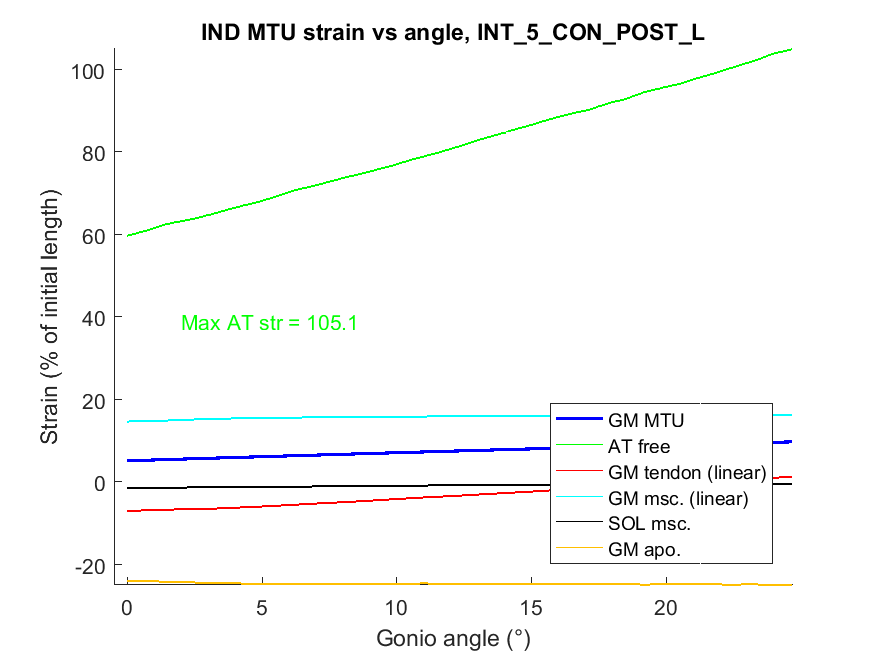 IND MTU strain vs angle, INT_5_CON_POST_L
Strain (% of initial length)
100
80
60
40
20
0
-20
Max AT str = 105.1
GM MTU
AT free
GM tendon (linear)
GM msc. (linear)
SOL msc.
GM apo.
0 5 10 15 20
Gonio angle (°)